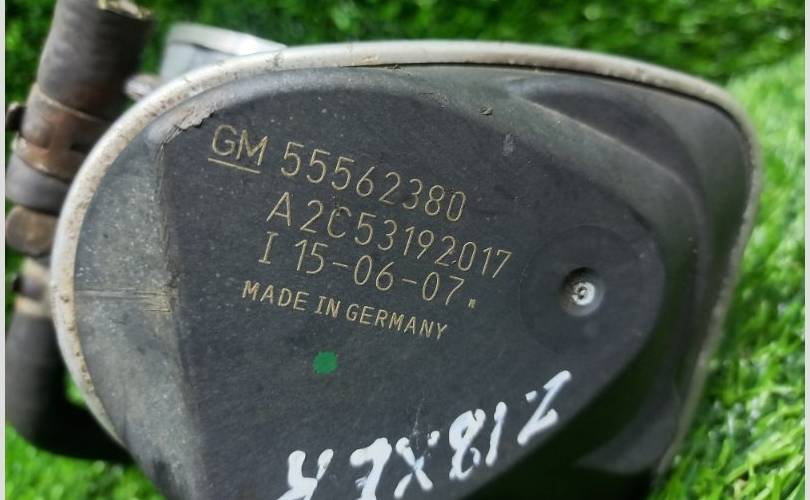 GM 55562380
A2C53192017
I 15-06-07
MADE IN GERMANY
Z18XER